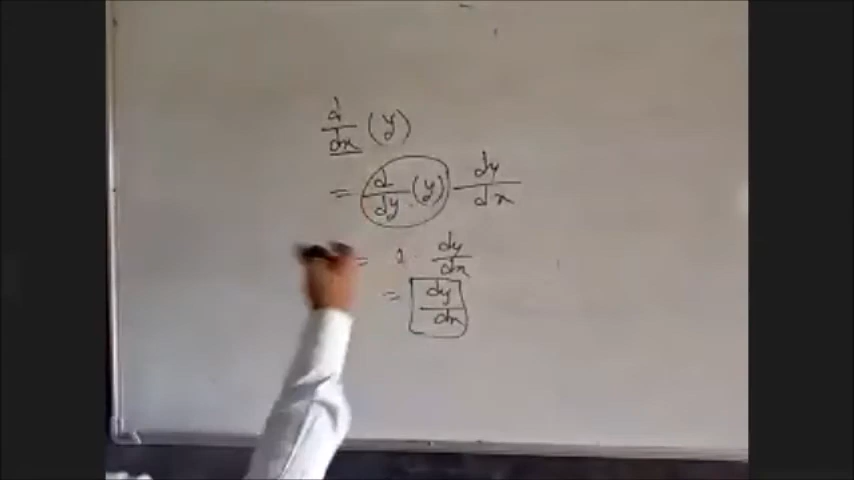 d/dx (y)
= d/dy . (y) dy/dx
= 1 . dy/dx
= dy/dx